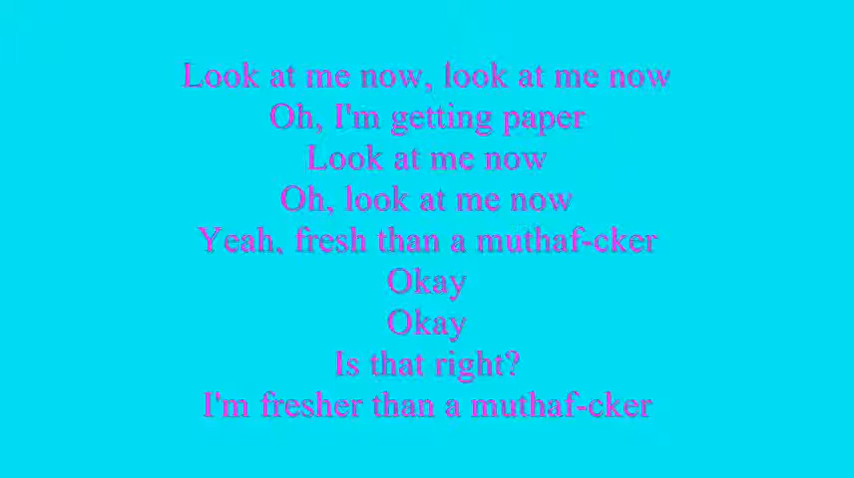 Look at me now, look at me now
Oh, I'm getting paper
Look at me now
Oh, look at me now
Yeah, fresh than a muthaf-cker
Okay
Okay
Is that right?
I'm fresher than a muthaf-cker